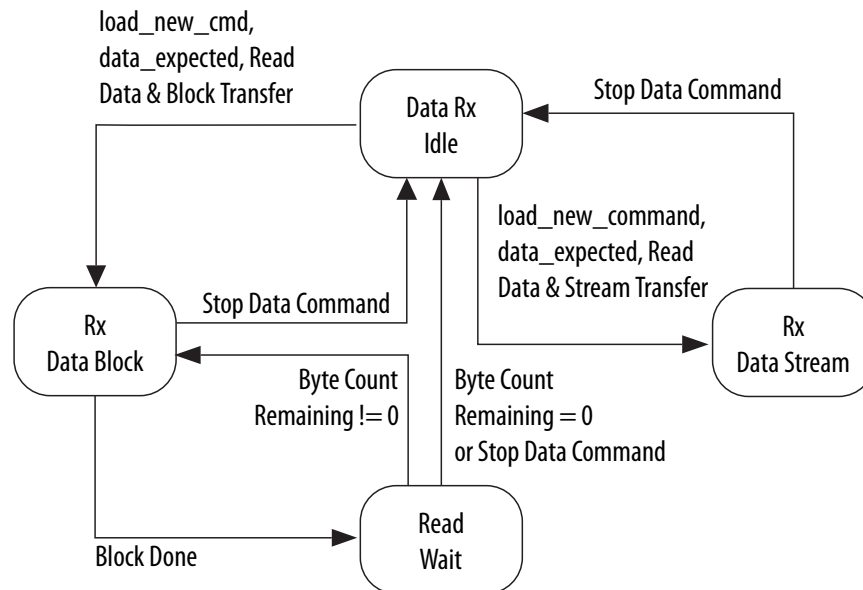 load_new_cmd,
data_expected, Read
Data & Block Transfer
Data Rx
Idle
Stop Data Command
load_new_command,
data_expected, Read
Data & Stream Transfer
Rx
Data Block
Stop Data Command
Rx
Data Stream
Byte Count
Remaining != 0
Byte Count
Remaining = 0
or Stop Data Command
Read
Wait
Block Done